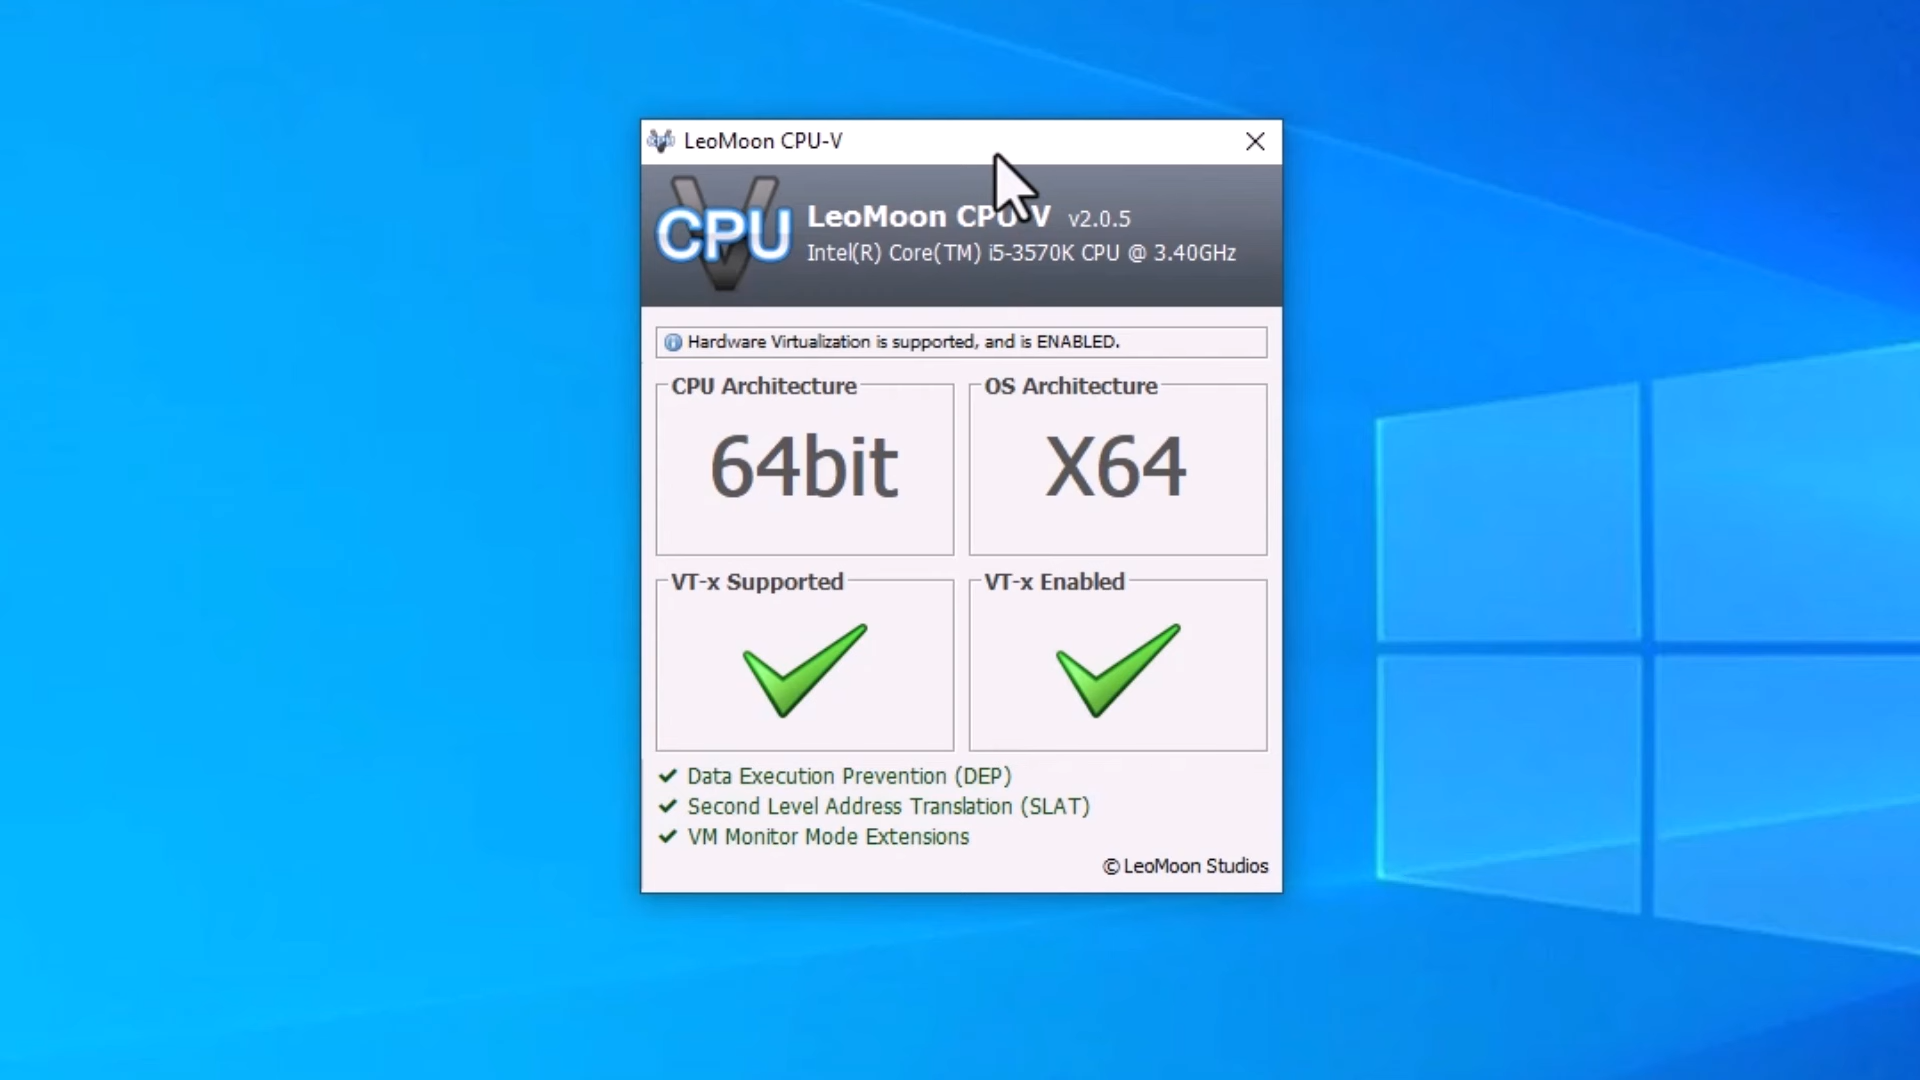 LeoMoon CPU-V
CPU
LeoMoon CPU-V v2.0.5
Intel(R) Core(TM) i5-3570K CPU @ 3.40GHz
Hardware Virtualization is supported, and is ENABLED.
CPU Architecture
64bit
OS Architecture
X64
VT-x Supported
VT-x Enabled
Data Execution Prevention (DEP)
Second Level Address Translation (SLAT)
VM Monitor Mode Extensions
© LeoMoon Studios